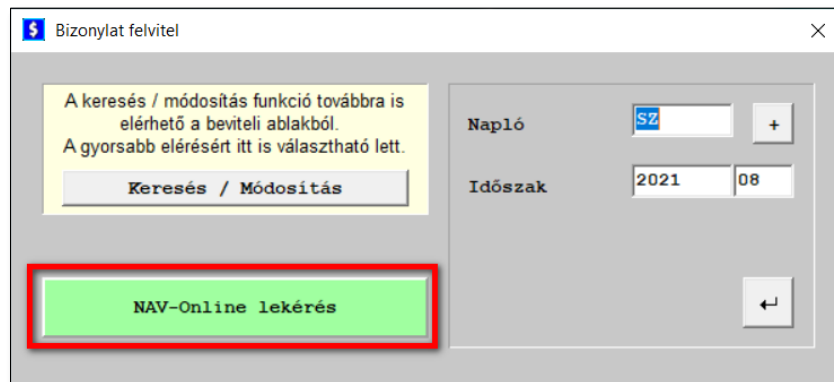 $ Bizonylat felvitel
A keresés / módosítás funkció továbbra is
elérhető a beviteli ablakból.
A gyorsabb elérésért itt is választható lett.
Keresés / Módosítás
NAV-Online lekérés
Napló SZ +
Időszak 2021 08